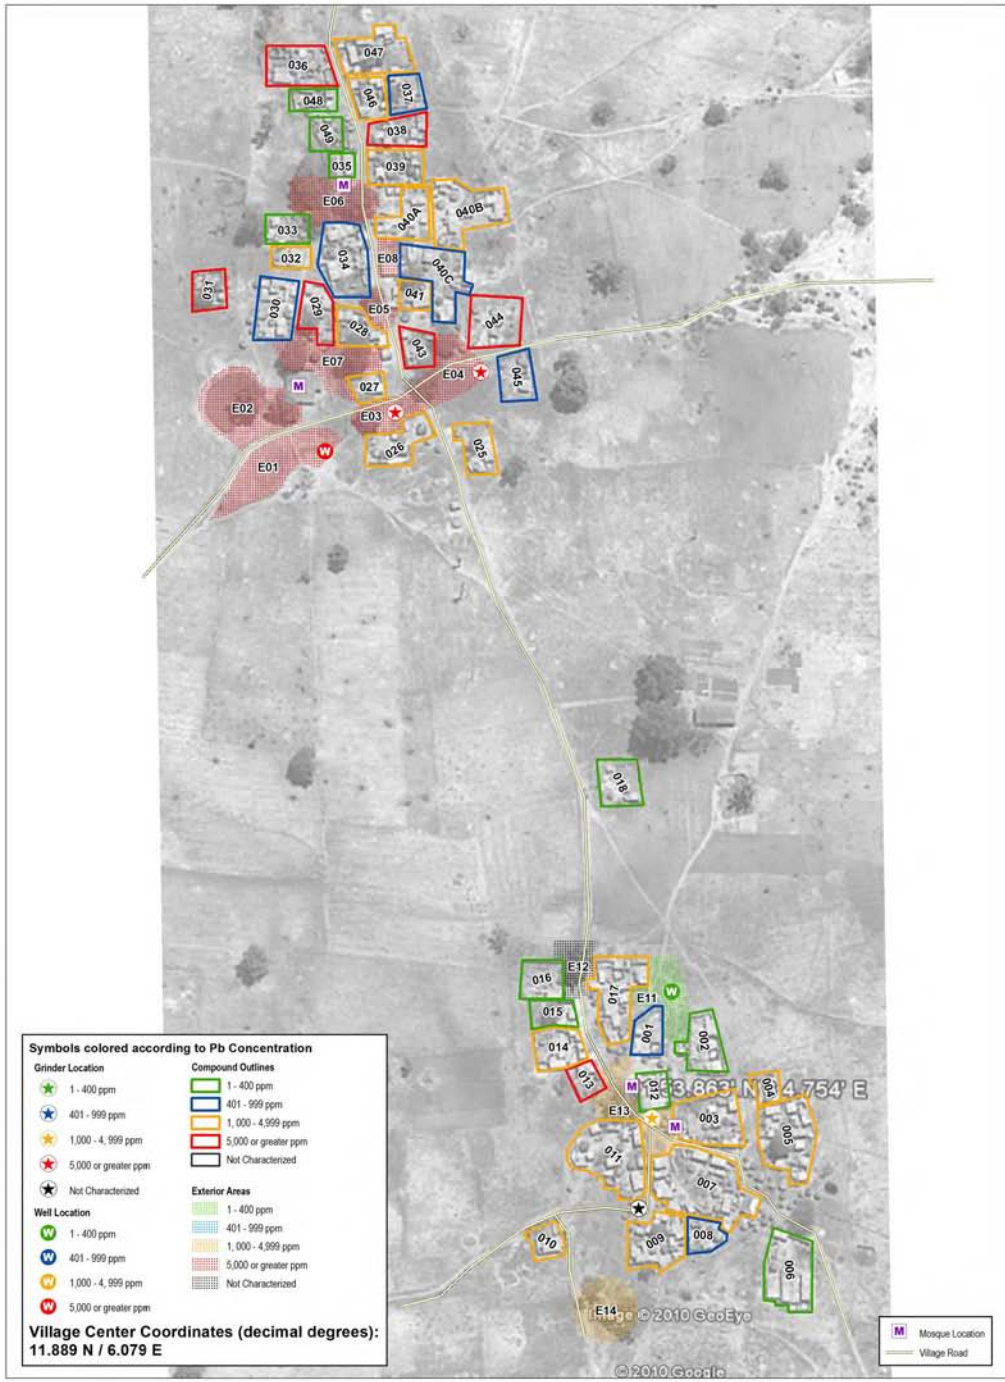 036
047
048
046
037
049
038
035
039
M
E06
040A
040B
033
034
E08
032
040C
031
030
029
041
E05
028
044
043
E07
E04
045
M
027
E02
E03
026
025
W
E01
018
E12
016
017
W
E11
015
001
002
014
013
M
012
3.863' N
4.754' E
004
E13
003
M
005
011
007
010
009
008
006
E14
Image © 2010 GeoEye
© 2010 Google
Symbols colored according to Pb Concentration
Grinder Location
1 - 400 ppm
401 - 999 ppm
1,000 - 4, 999 ppm
5,000 or greater ppm
Not Characterized
Well Location
W 1 - 400 ppm
W 401 - 999 ppm
W 1,000 - 4, 999 ppm
W 5,000 or greater ppm
Compound Outlines
1 - 400 ppm
401 - 999 ppm
1, 000 - 4,999 ppm
5,000 or greater ppm
Not Characterized
Exterior Areas
1 - 400 ppm
401 - 999 ppm
1, 000 - 4,999 ppm
5,000 or greater ppm
Not Characterized
Village Center Coordinates (decimal degrees):
11.889 N / 6.079 E
M Mosque Location
Village Road